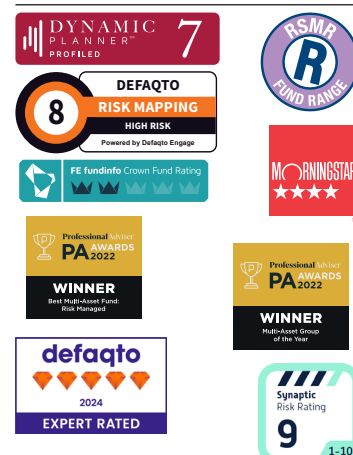 DYNAMIC
PLANNER™
PROFILED
7
RSMR
R
FUND RANGE
8
DEFAQTO
RISK MAPPING
HIGH RISK
Powered by Defaqto Engage
MORNINGSTAR
FE fundinfo Crown Fund Rating
Professional Adviser
PA AWARDS
2022
WINNER
Best Multi-Asset Fund:
Risk Managed
Professional Adviser
PA AWARDS
2022
WINNER
Multi-Asset Group
of the Year
defaqto
2024
EXPERT RATED
Synaptic
Risk Rating
9
1-10